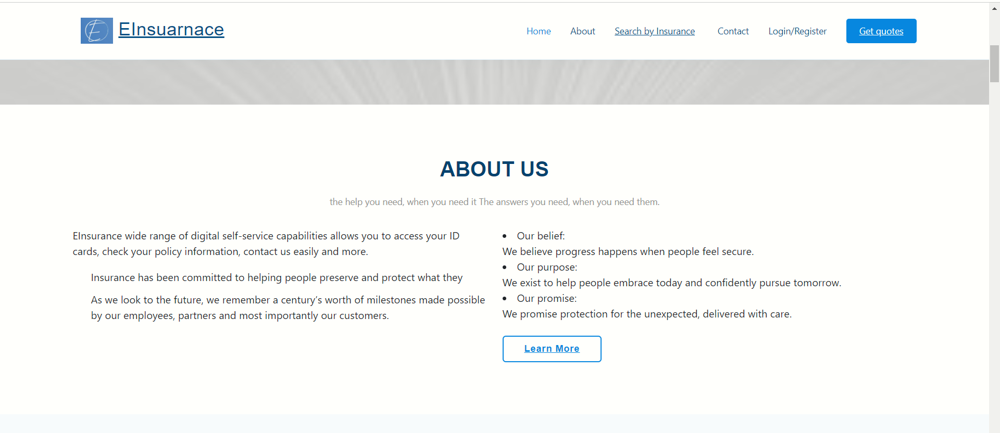 E EInsuarnace Home About Search by Insurance Contact Login/Register Get quotes
ABOUT US
the help you need, when you need it The answers you need, when you need them.
EInsurance wide range of digital self-service capabilities allows you to access your ID
cards, check your policy information, contact us easily and more.
Insurance has been committed to helping people preserve and protect what they
As we look to the future, we remember a century’s worth of milestones made possible
by our employees, partners and most importantly our customers.
• Our belief:
We believe progress happens when people feel secure.
• Our purpose:
We exist to help people embrace today and confidently pursue tomorrow.
• Our promise:
We promise protection for the unexpected, delivered with care.
Learn More